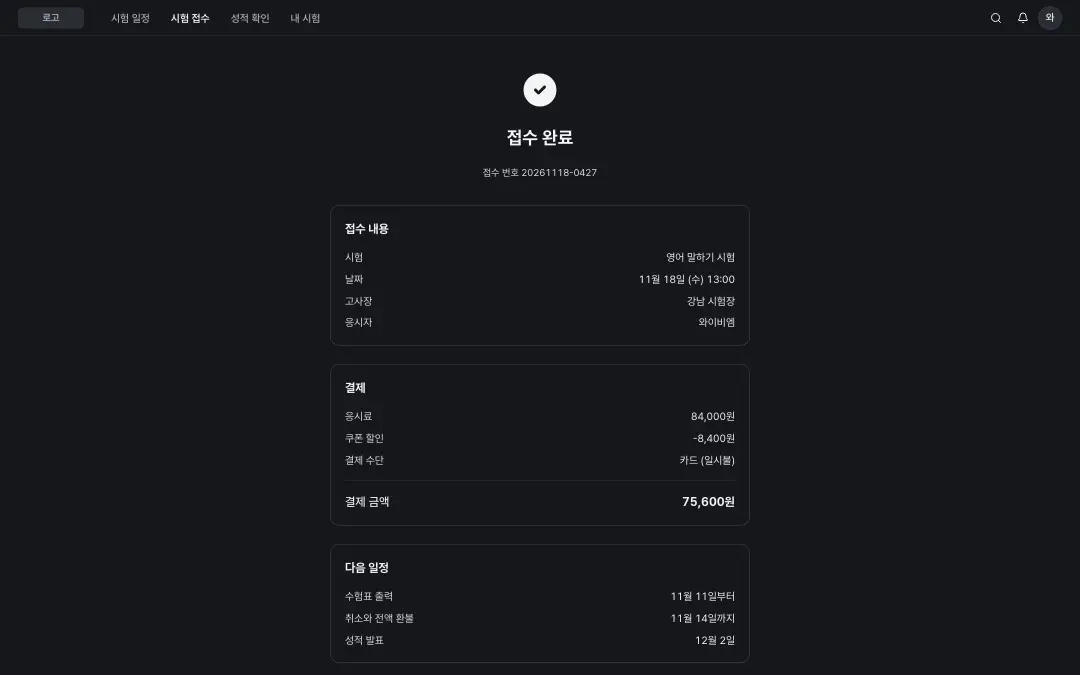 로고
시험 일정
시험 접수
성적 확인
내 시험
와
접수 완료
접수 번호 20261118-0427
접수 내용
시험 영어 말하기 시험
날짜 11월 18일 (수) 13:00
고사장 강남 시험장
응시자 와이비엠
결제
응시료 84,000원
쿠폰 할인 -8,400원
결제 수단 카드 (일시불)
결제 금액 75,600원
다음 일정
수험표 출력 11월 11일부터
취소와 전액 환불 11월 14일까지
성적 발표 12월 2일